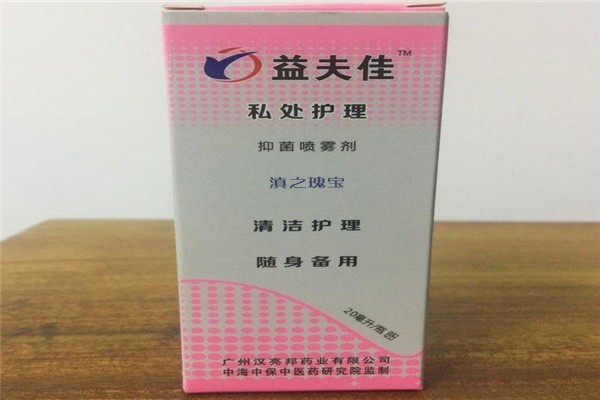 益夫佳™
私处护理
抑菌喷雾剂
滇之瑰宝
清洁护理
随身备用
20毫升/瓶
广州汉亮邦药业有限公司
中海中保中医药研究院监制